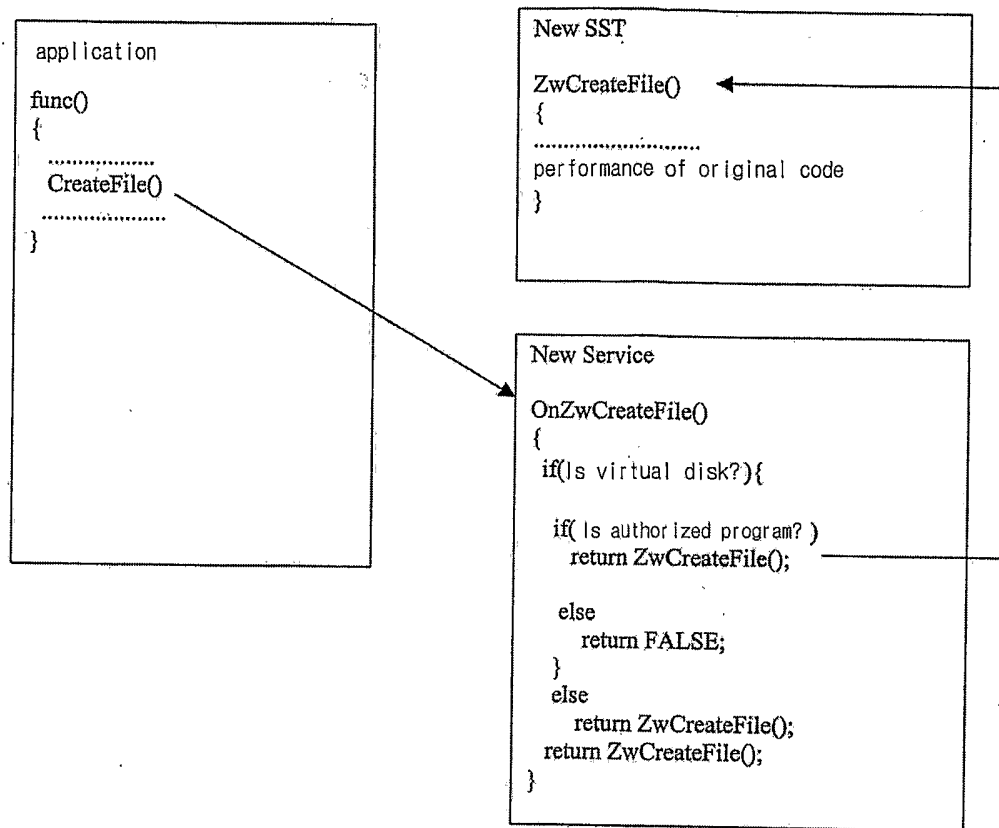 application
func()
{
..................
CreateFile()
.....................
}
New SST
ZwCreateFile()
{
............................
performance of original code
}
New Service
OnZwCreateFile()
{
if(Is virtual disk?){
if( Is authorized program? )
return ZwCreateFile();
else
return FALSE;
}
else
return ZwCreateFile();
return ZwCreateFile();
}